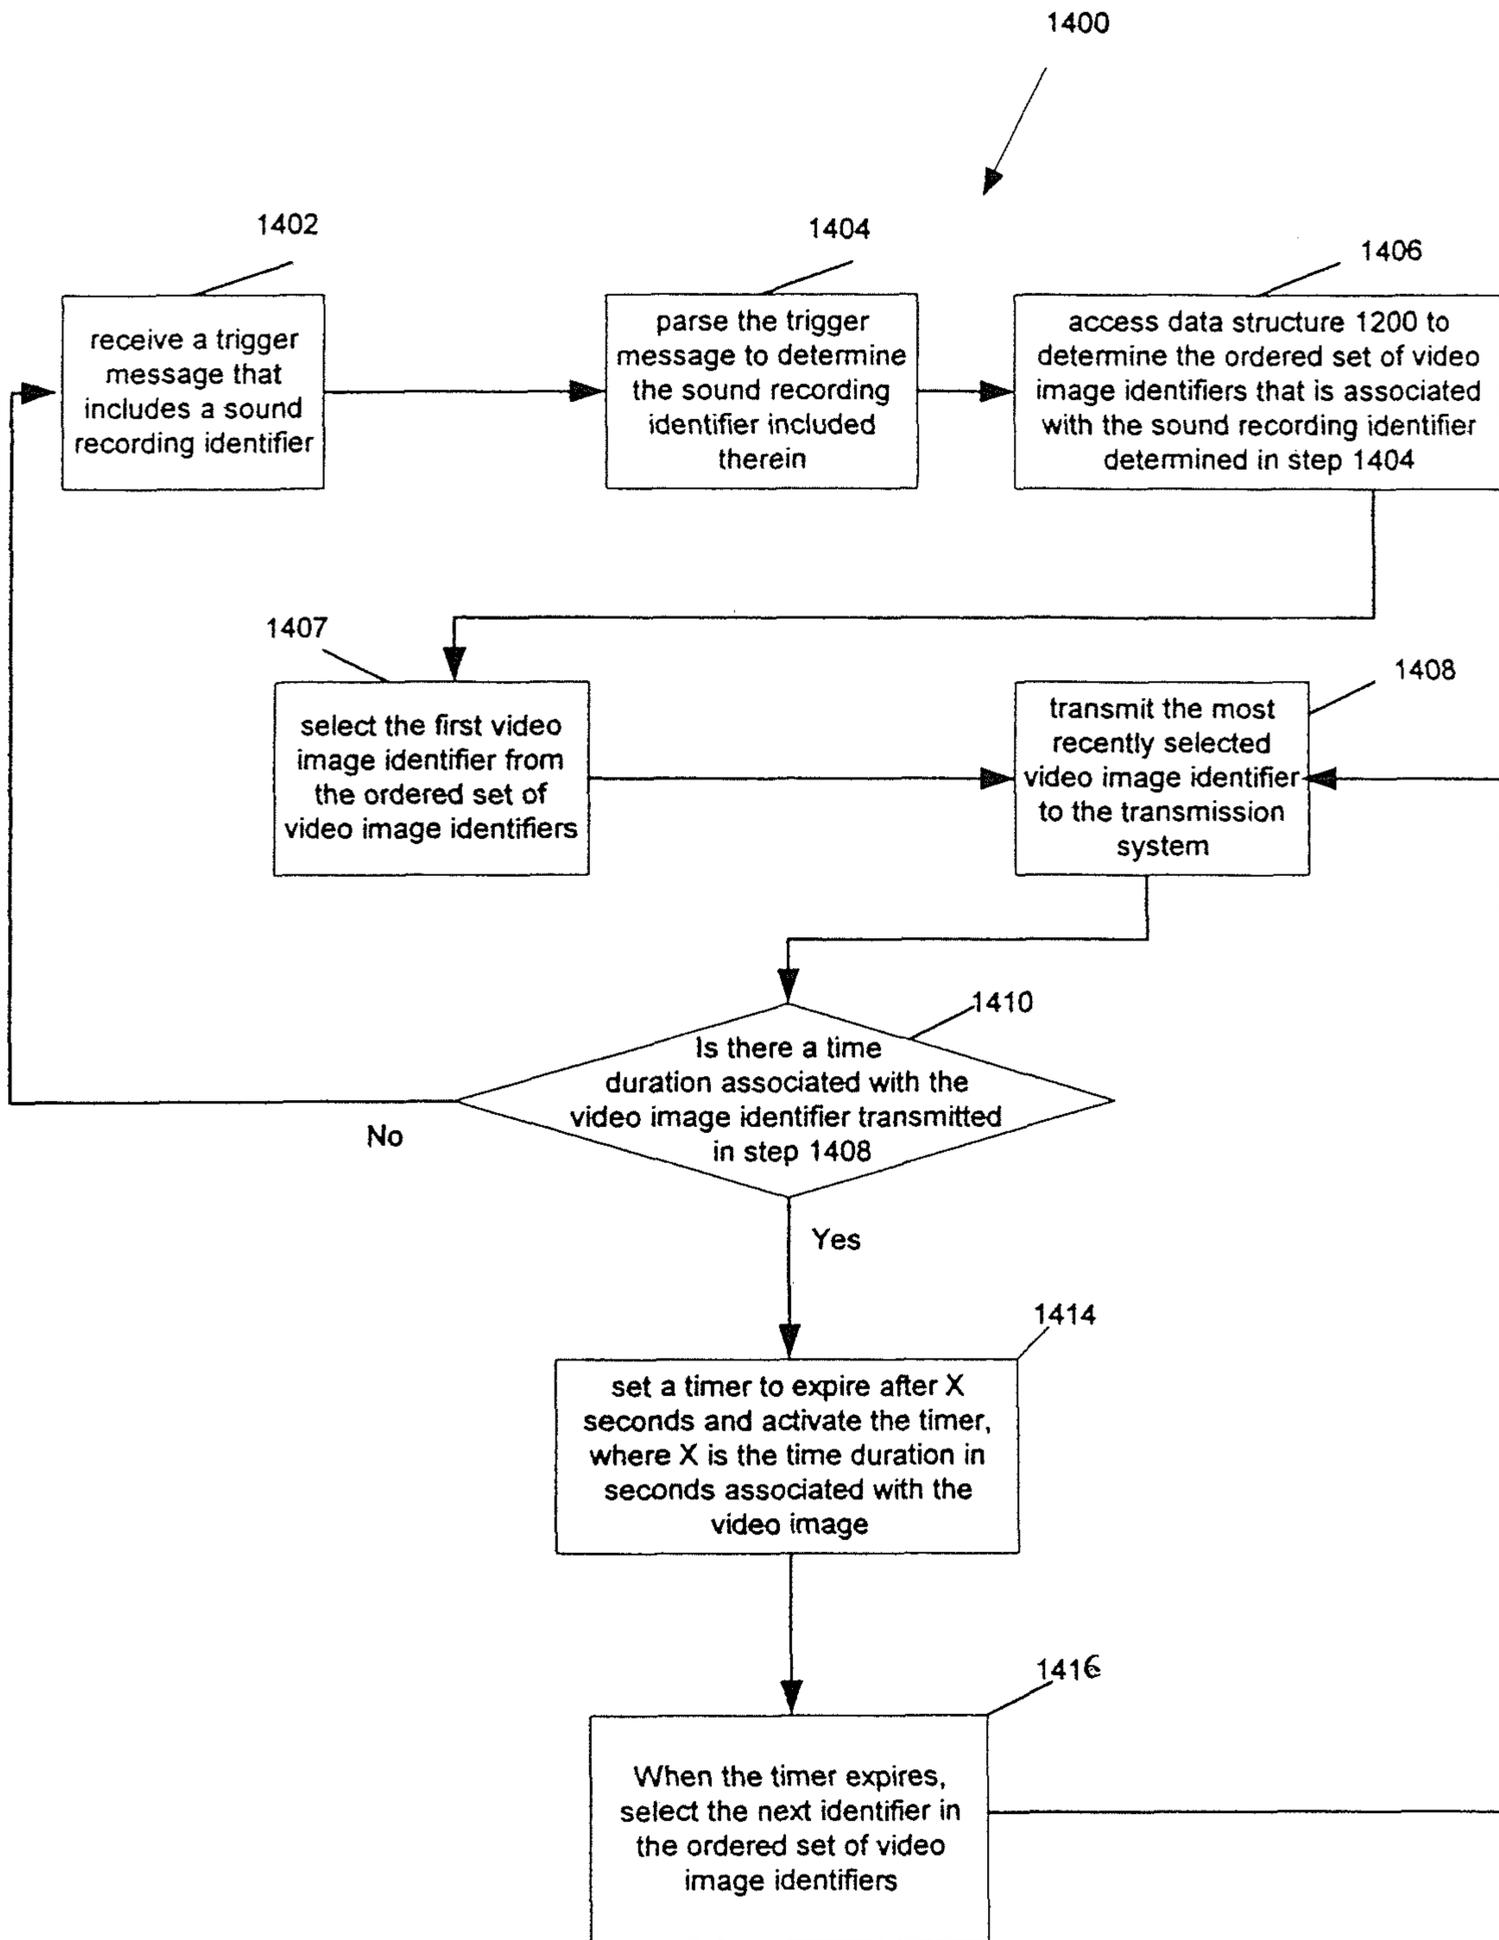 1400
1402
receive a trigger
message that
includes a sound
recording identifier
1404
parse the trigger
message to determine
the sound recording
identifier included
therein
1406
access data structure 1200 to
determine the ordered set of video
image identifiers that is associated
with the sound recording identifier
determined in step 1404
1407
select the first video
image identifier from
the ordered set of
video image identifiers
1408
transmit the most
recently selected
video image identifier
to the transmission
system
1410
Is there a time
duration associated with the
video image identifier transmitted
in step 1408
No
Yes
1414
set a timer to expire after X
seconds and activate the timer,
where X is the time duration in
seconds associated with the
video image
1416
When the timer expires,
select the next identifier in
the ordered set of video
image identifiers